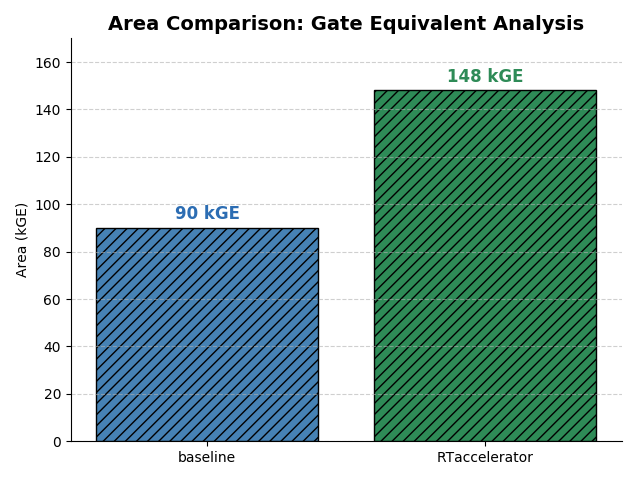 Area Comparison: Gate Equivalent Analysis
160
140
120
100
80
60
40
20
0
Area (kGE)
90 kGE
148 kGE
baseline
RTaccelerator